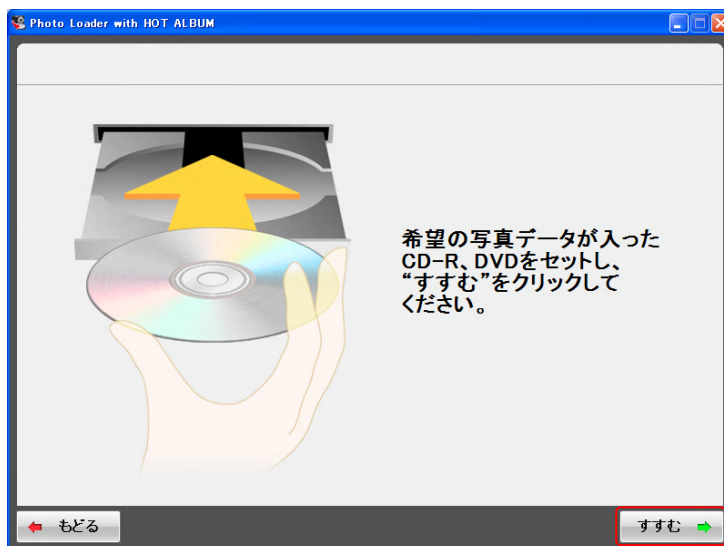 Photo Loader with HOT ALBUM
希望の写真データが入った
CD-R、DVDをセットし、
“すすむ”をクリックして
ください。
もどる
すすむ